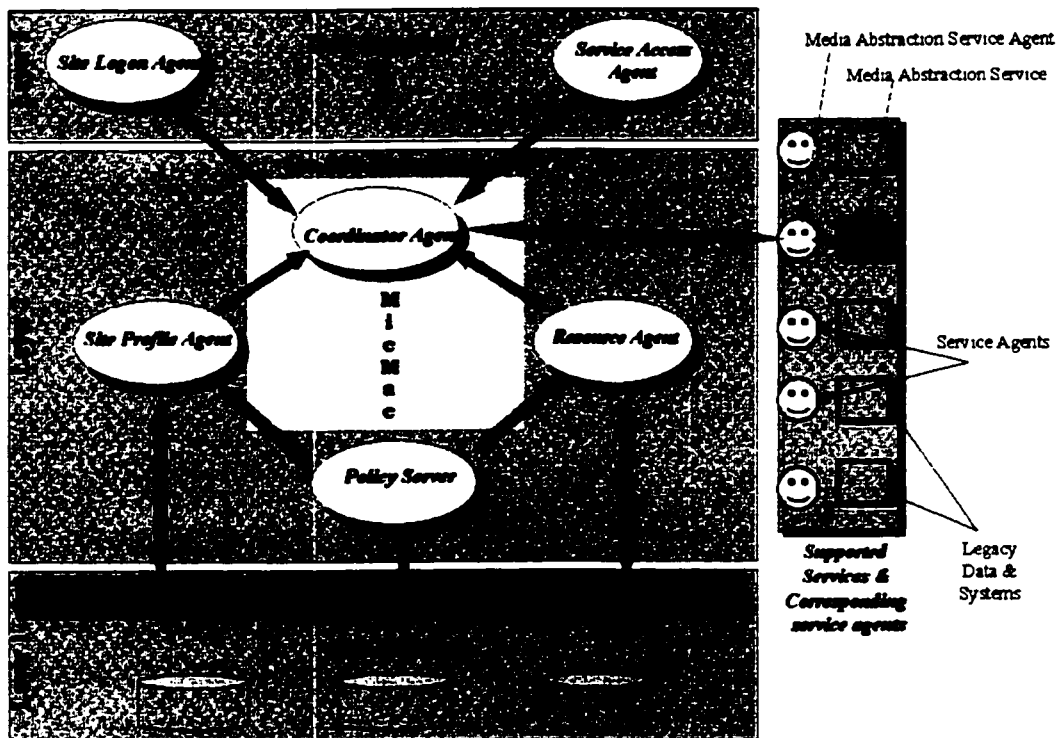 Site Logon Agent
Service Access
Agent
Media Abstraction Service Agent
Media Abstraction Service
Coordinator Agent
MicMac
Site Profile Agent
Resource Agent
Service Agents
Policy Server
Supported
Services &
Corresponding
service agents
Legacy
Data &
Systems